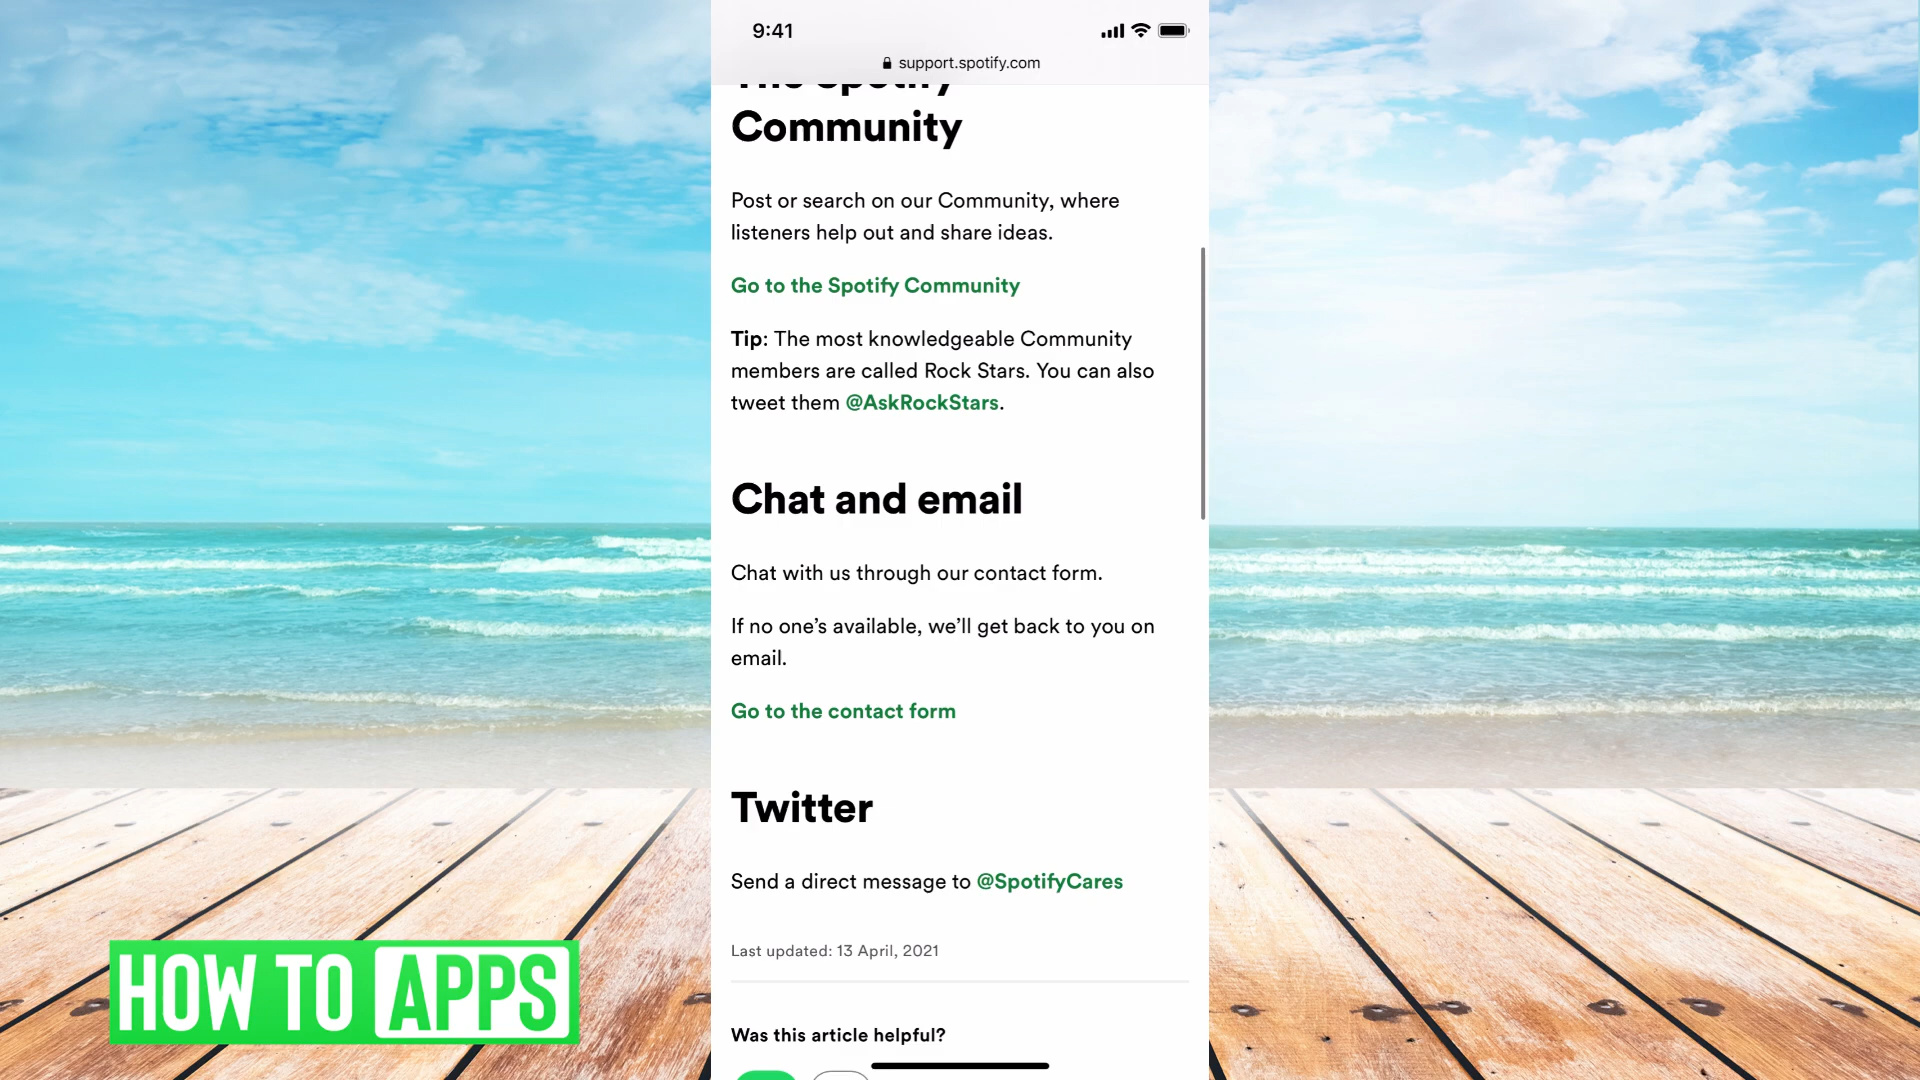 9:41
support.spotify.com
The Spotify
Community
Post or search on our Community, where
listeners help out and share ideas.
Go to the Spotify Community
Tip: The most knowledgeable Community
members are called Rock Stars. You can also
tweet them @AskRockStars.
Chat and email
Chat with us through our contact form.
If no one’s available, we’ll get back to you on
email.
Go to the contact form
Twitter
Send a direct message to @SpotifyCares
Last updated: 13 April, 2021
Was this article helpful?
HOW TO APPS